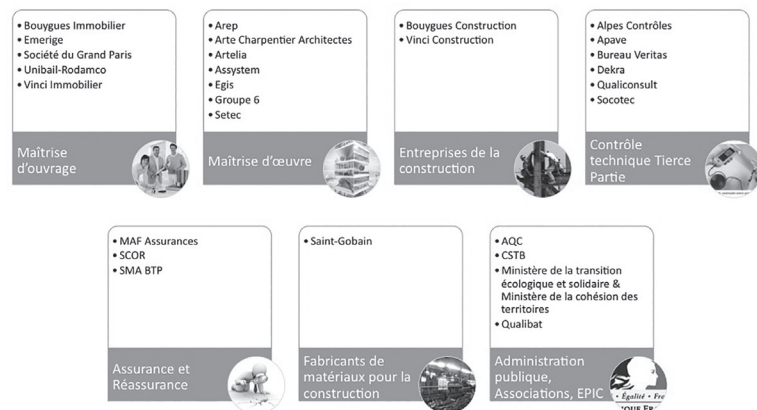 • Bouygues Immobilier
• Emerige
• Société du Grand Paris
• Unibail-Rodamco
• Vinci Immobilier
Maîtrise
d’ouvrage
• Arep
• Arte Charpentier Architectes
• Artelia
• Assystem
• Egis
• Groupe 6
• Setec
Maîtrise d’œuvre
• Bouygues Construction
• Vinci Construction
Entreprises de la
construction
• Alpes Contrôles
• Apave
• Bureau Veritas
• Dekra
• Qualiconsult
• Socotec
Contrôle
technique Tierce
Partie
• MAF Assurances
• SCOR
• SMA BTP
Assurance et
Réassurance
• Saint-Gobain
Fabricants de
matériaux pour la
construction
• AQC
• CSTB
• Ministère de la transition
écologique et solidaire &
Ministère de la cohésion des
territoires
• Qualibat
Administration
publique,
Associations, EPIC
• Égalité • Fra